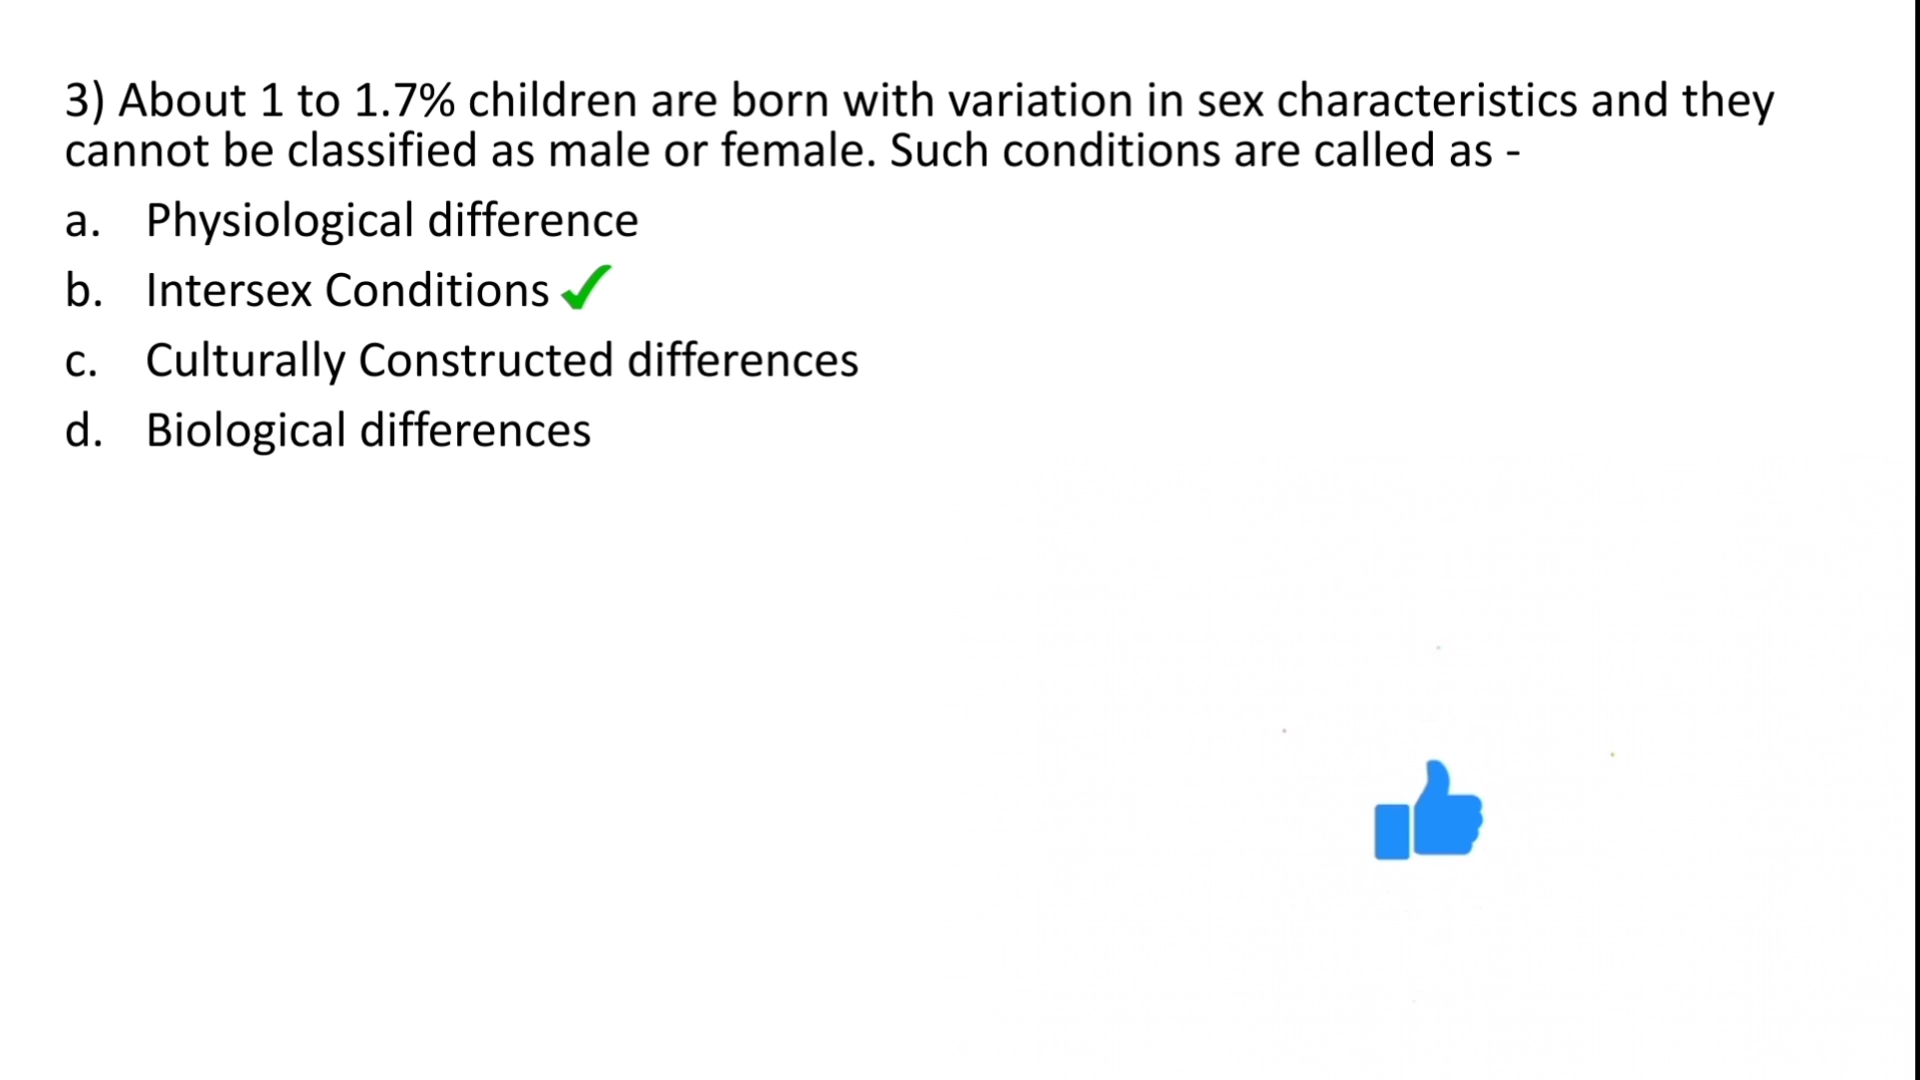 3) About 1 to 1.7% children are born with variation in sex characteristics and they
cannot be classified as male or female. Such conditions are called as -
a. Physiological difference
b. Intersex Conditions
c. Culturally Constructed differences
d. Biological differences